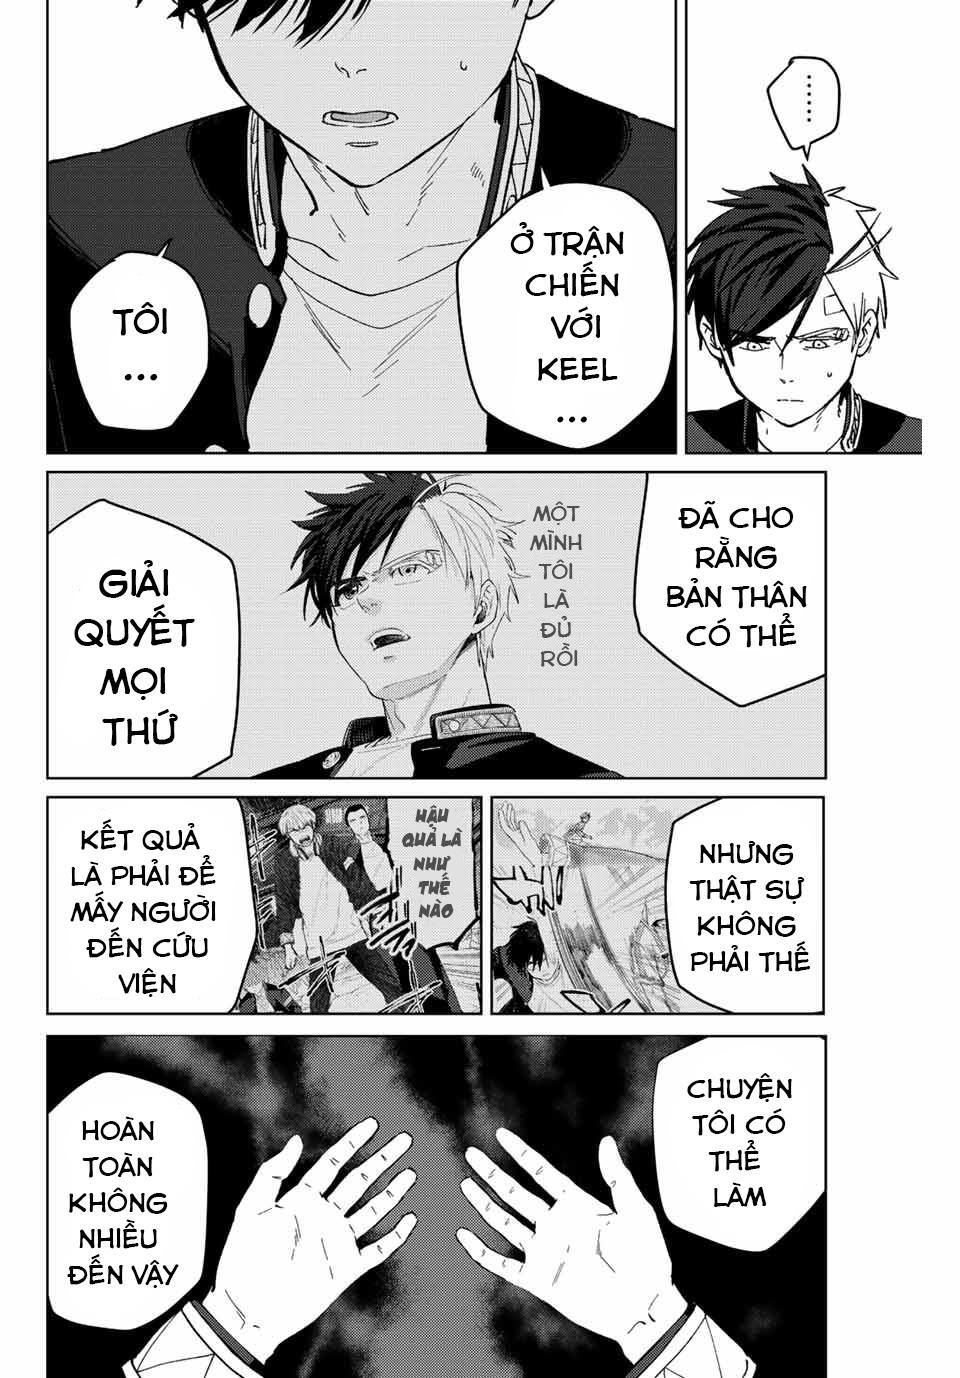 ........
Ở TRẬN
CHIẾN
VỚI
KEEL
...
TÔI
...
ĐÃ CHO
RẰNG
BẢN THÂN
CÓ THỂ
MỘT
MÌNH
TÔI
LÀ
ĐỦ
RỒI
GIẢI
QUYẾT
MỌI
THỨ
NHƯNG
THẬT SỰ
KHÔNG
PHẢI THẾ
HẬU
QUẢ LÀ
NHƯ
THẾ
NÀO
KẾT QUẢ
LÀ PHẢI ĐỂ
MẤY NGƯỜI
ĐẾN CỨU
VIỆN
CHUYỆN
TÔI CÓ
THỂ
LÀM
HOÀN
TOÀN
KHÔNG
NHIỀU
ĐẾN VẬY